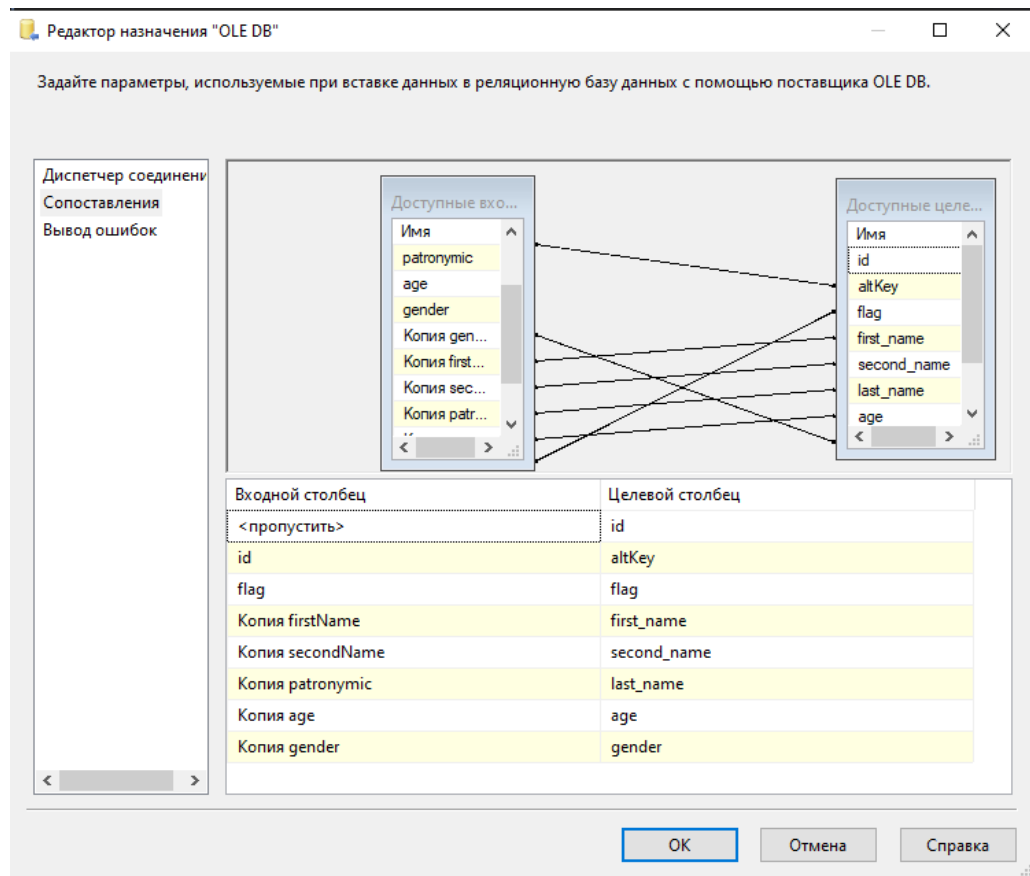 Редактор назначения "OLE DB"
Задайте параметры, используемые при вставке данных в реляционную базу данных с помощью поставщика OLE DB.
Диспетчер соединени
Сопоставления
Вывод ошибок
Доступные вхо...
Имя
patronymic
age
gender
Копия gen...
Копия first...
Копия sec...
Копия patr...
Доступные целе...
Имя
id
altKey
flag
first_name
second_name
last_name
age
Входной столбец Целевой столбец
<пропустить> id
id altKey
flag flag
Копия firstName first_name
Копия secondName second_name
Копия patronymic last_name
Копия age age
Копия gender gender
ОК Отмена Справка